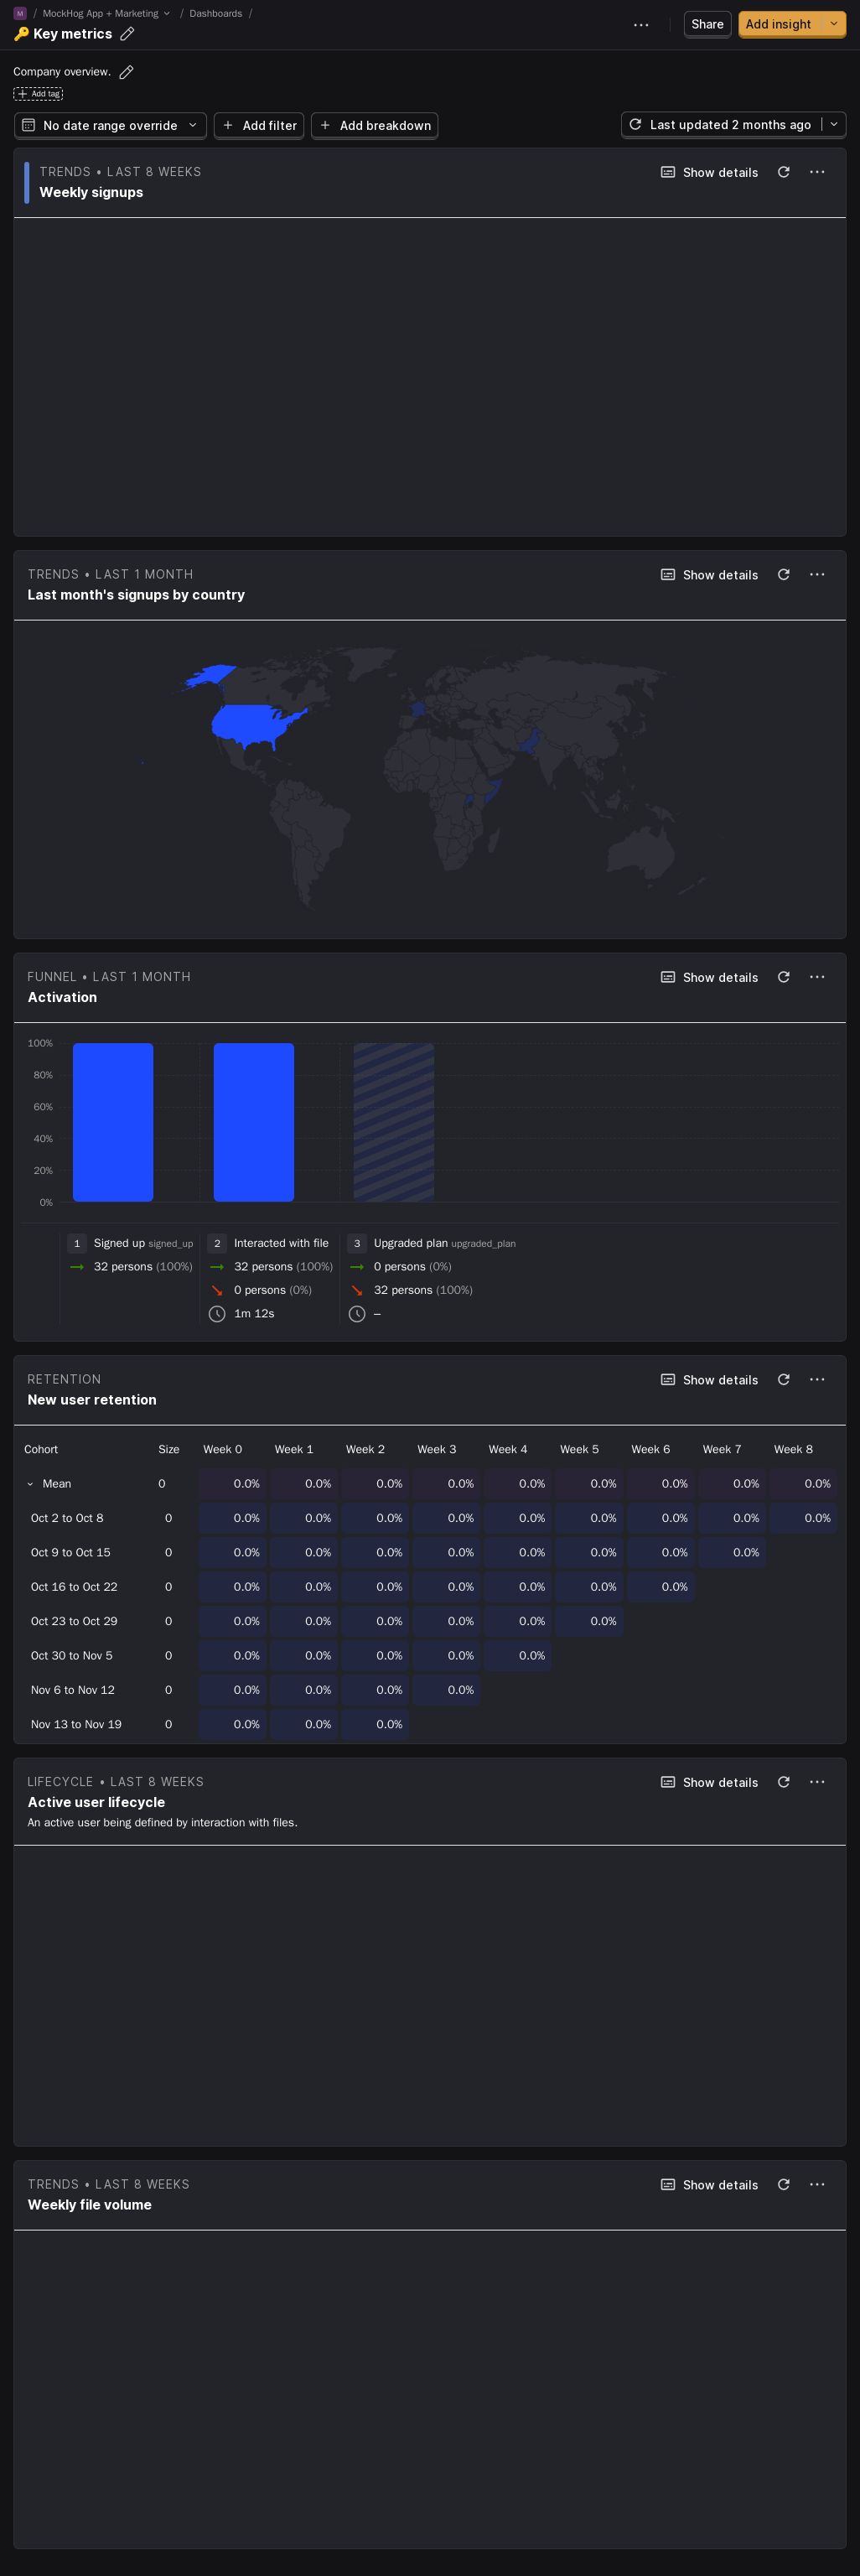 M / MockHog App + Marketing / Dashboards /
🔑 Key metrics
Share
Add insight
Company overview.
Add tag
No date range override
Add filter
Add breakdown
Last updated 2 months ago
TRENDS • LAST 8 WEEKS
Show details
Weekly signups
TRENDS • LAST 1 MONTH
Show details
Last month's signups by country
FUNNEL • LAST 1 MONTH
Show details
Activation
100%
80%
60%
40%
20%
0%
1 Signed up signed_up
32 persons (100%)
2 Interacted with file
32 persons (100%)
0 persons (0%)
1m 12s
3 Upgraded plan upgraded_plan
0 persons (0%)
32 persons (100%)
–
RETENTION
Show details
New user retention
Cohort Size Week 0 Week 1 Week 2 Week 3 Week 4 Week 5 Week 6 Week 7 Week 8
Mean 0 0.0% 0.0% 0.0% 0.0% 0.0% 0.0% 0.0% 0.0% 0.0%
Oct 2 to Oct 8 0 0.0% 0.0% 0.0% 0.0% 0.0% 0.0% 0.0% 0.0% 0.0%
Oct 9 to Oct 15 0 0.0% 0.0% 0.0% 0.0% 0.0% 0.0% 0.0% 0.0%
Oct 16 to Oct 22 0 0.0% 0.0% 0.0% 0.0% 0.0% 0.0% 0.0%
Oct 23 to Oct 29 0 0.0% 0.0% 0.0% 0.0% 0.0% 0.0%
Oct 30 to Nov 5 0 0.0% 0.0% 0.0% 0.0% 0.0%
Nov 6 to Nov 12 0 0.0% 0.0% 0.0% 0.0%
Nov 13 to Nov 19 0 0.0% 0.0% 0.0%
LIFECYCLE • LAST 8 WEEKS
Show details
Active user lifecycle
An active user being defined by interaction with files.
TRENDS • LAST 8 WEEKS
Show details
Weekly file volume